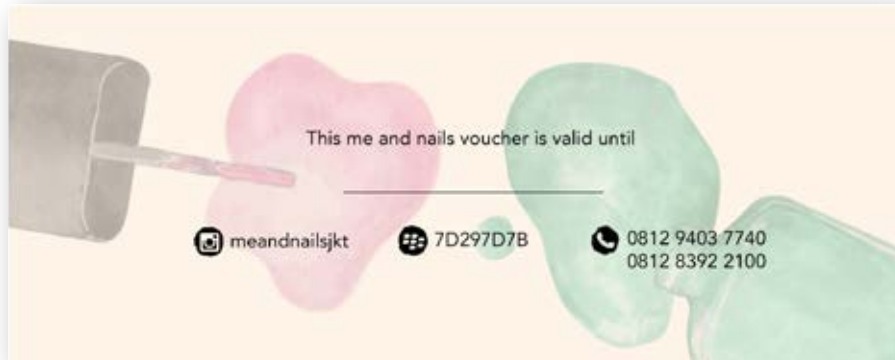 This me and nails voucher is valid until
meandnailsjkt 7D297D7B 0812 9403 7740
0812 8392 2100